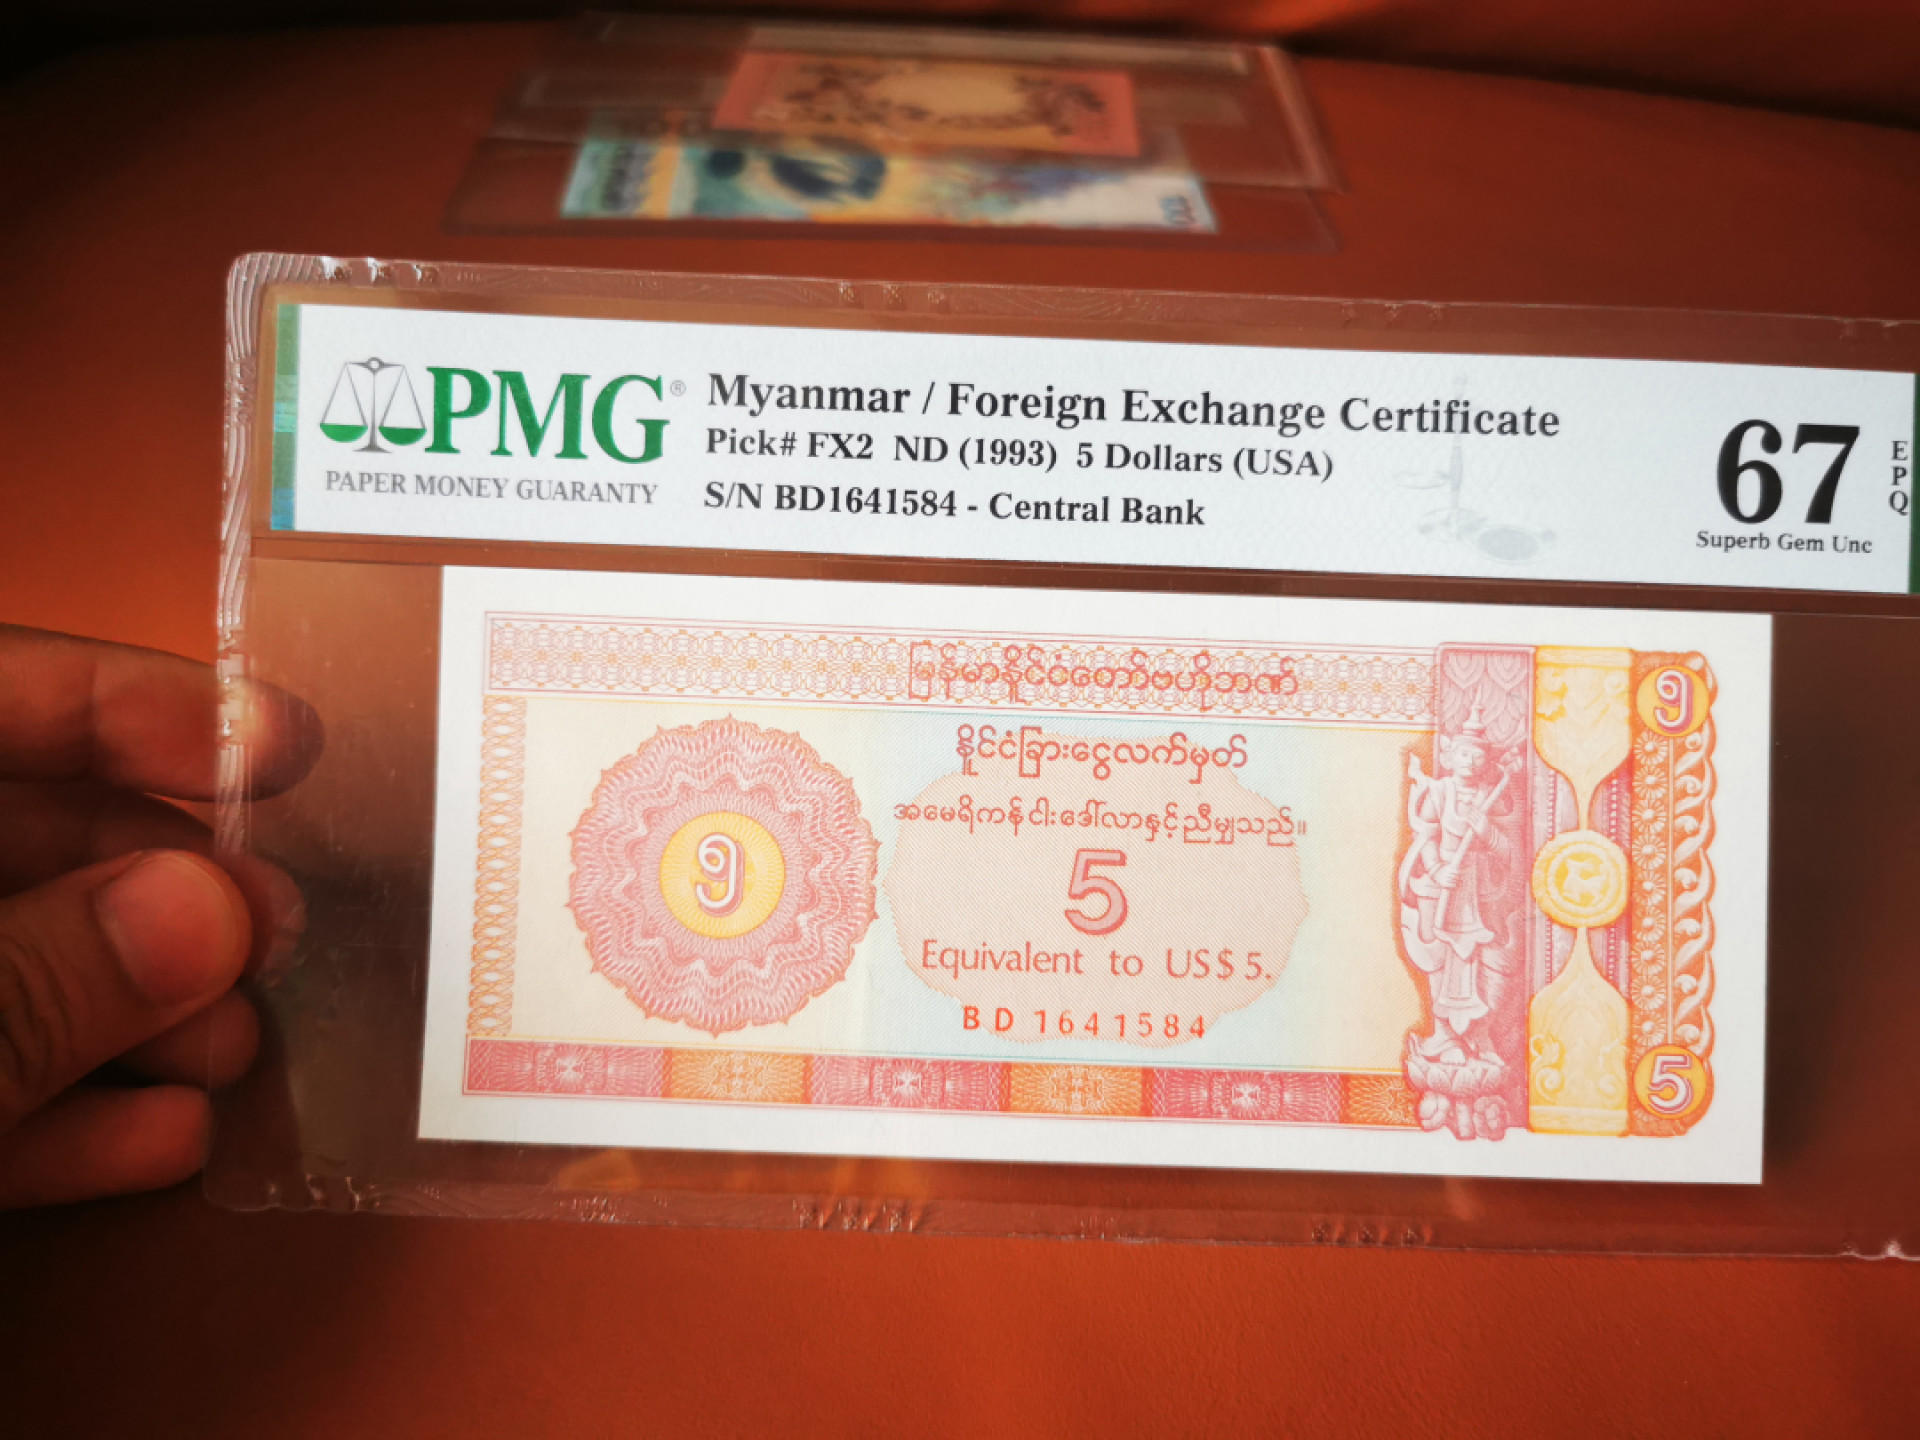 PMG®
PAPER MONEY GUARANTY
Myanmar / Foreign Exchange Certificate
Pick# FX2 ND (1993) 5 Dollars (USA)
S/N BD1641584 - Central Bank
67
EPQ
Superb Gem Unc
မြန်မာနိုင်ငံတော်ဗဟိုဘဏ်
နိုင်ငံခြားငွေလက်မှတ်
အမေရိကန်ငါးဒေါ်လာနှင့်ညီမျှသည်။
၅
၅
5
Equivalent to US$ 5.
BD 1641584
5